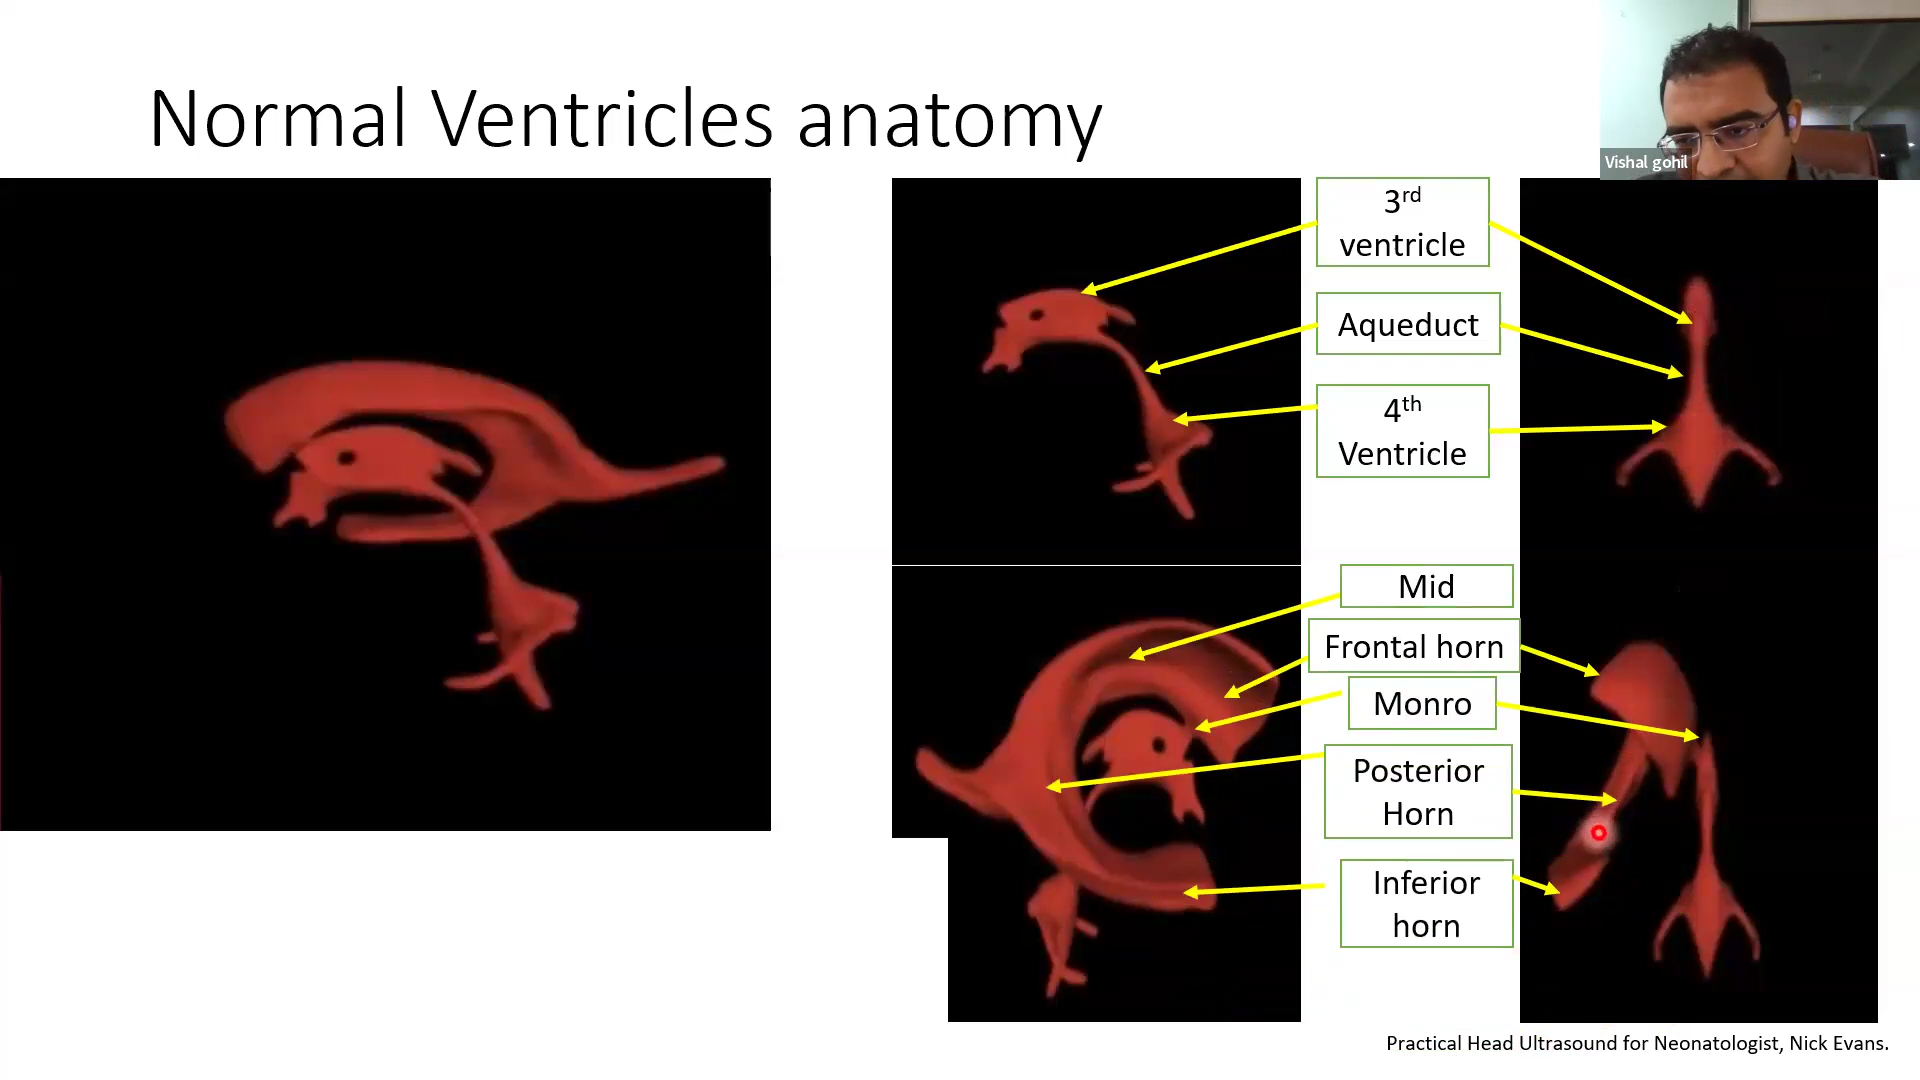 Normal Ventricles anatomy
Vishal gohil
3rd
ventricle
Aqueduct
4th
Ventricle
Mid
Frontal horn
Monro
Posterior
Horn
Inferior
horn
Practical Head Ultrasound for Neonatologist, Nick Evans.